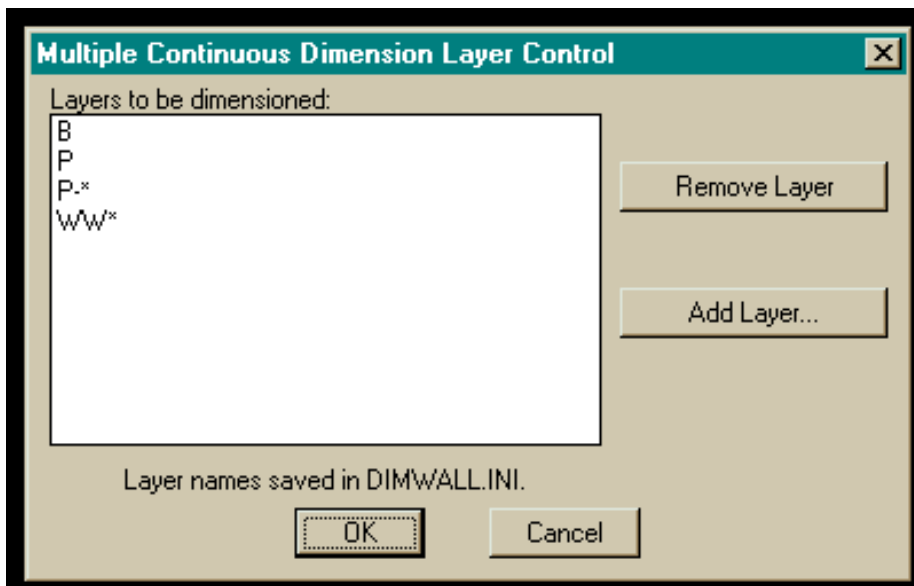 Multiple Continuous Dimension Layer Control
Layers to be dimensioned:
B
P
P-*
WW*
Remove Layer
Add Layer...
Layer names saved in DIMWALL.INI.
OK
Cancel